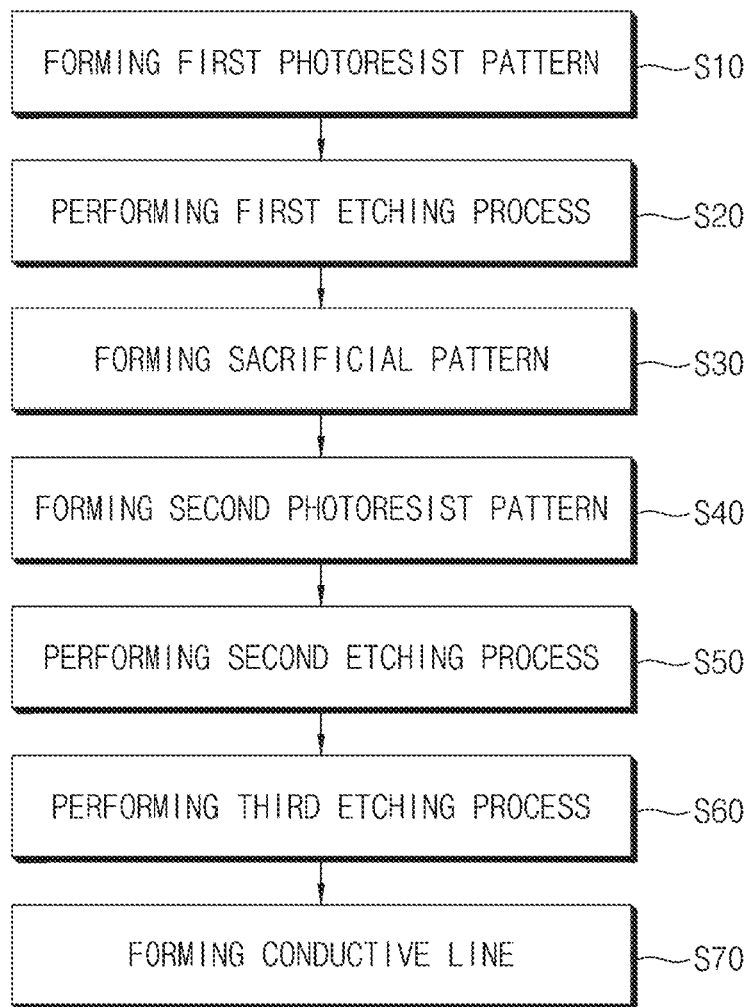 FORMING FIRST PHOTORESIST PATTERN S10
PERFORMING FIRST ETCHING PROCESS S20
FORMING SACRIFICIAL PATTERN S30
FORMING SECOND PHOTORESIST PATTERN S40
PERFORMING SECOND ETCHING PROCESS S50
PERFORMING THIRD ETCHING PROCESS S60
FORMING CONDUCTIVE LINE S70